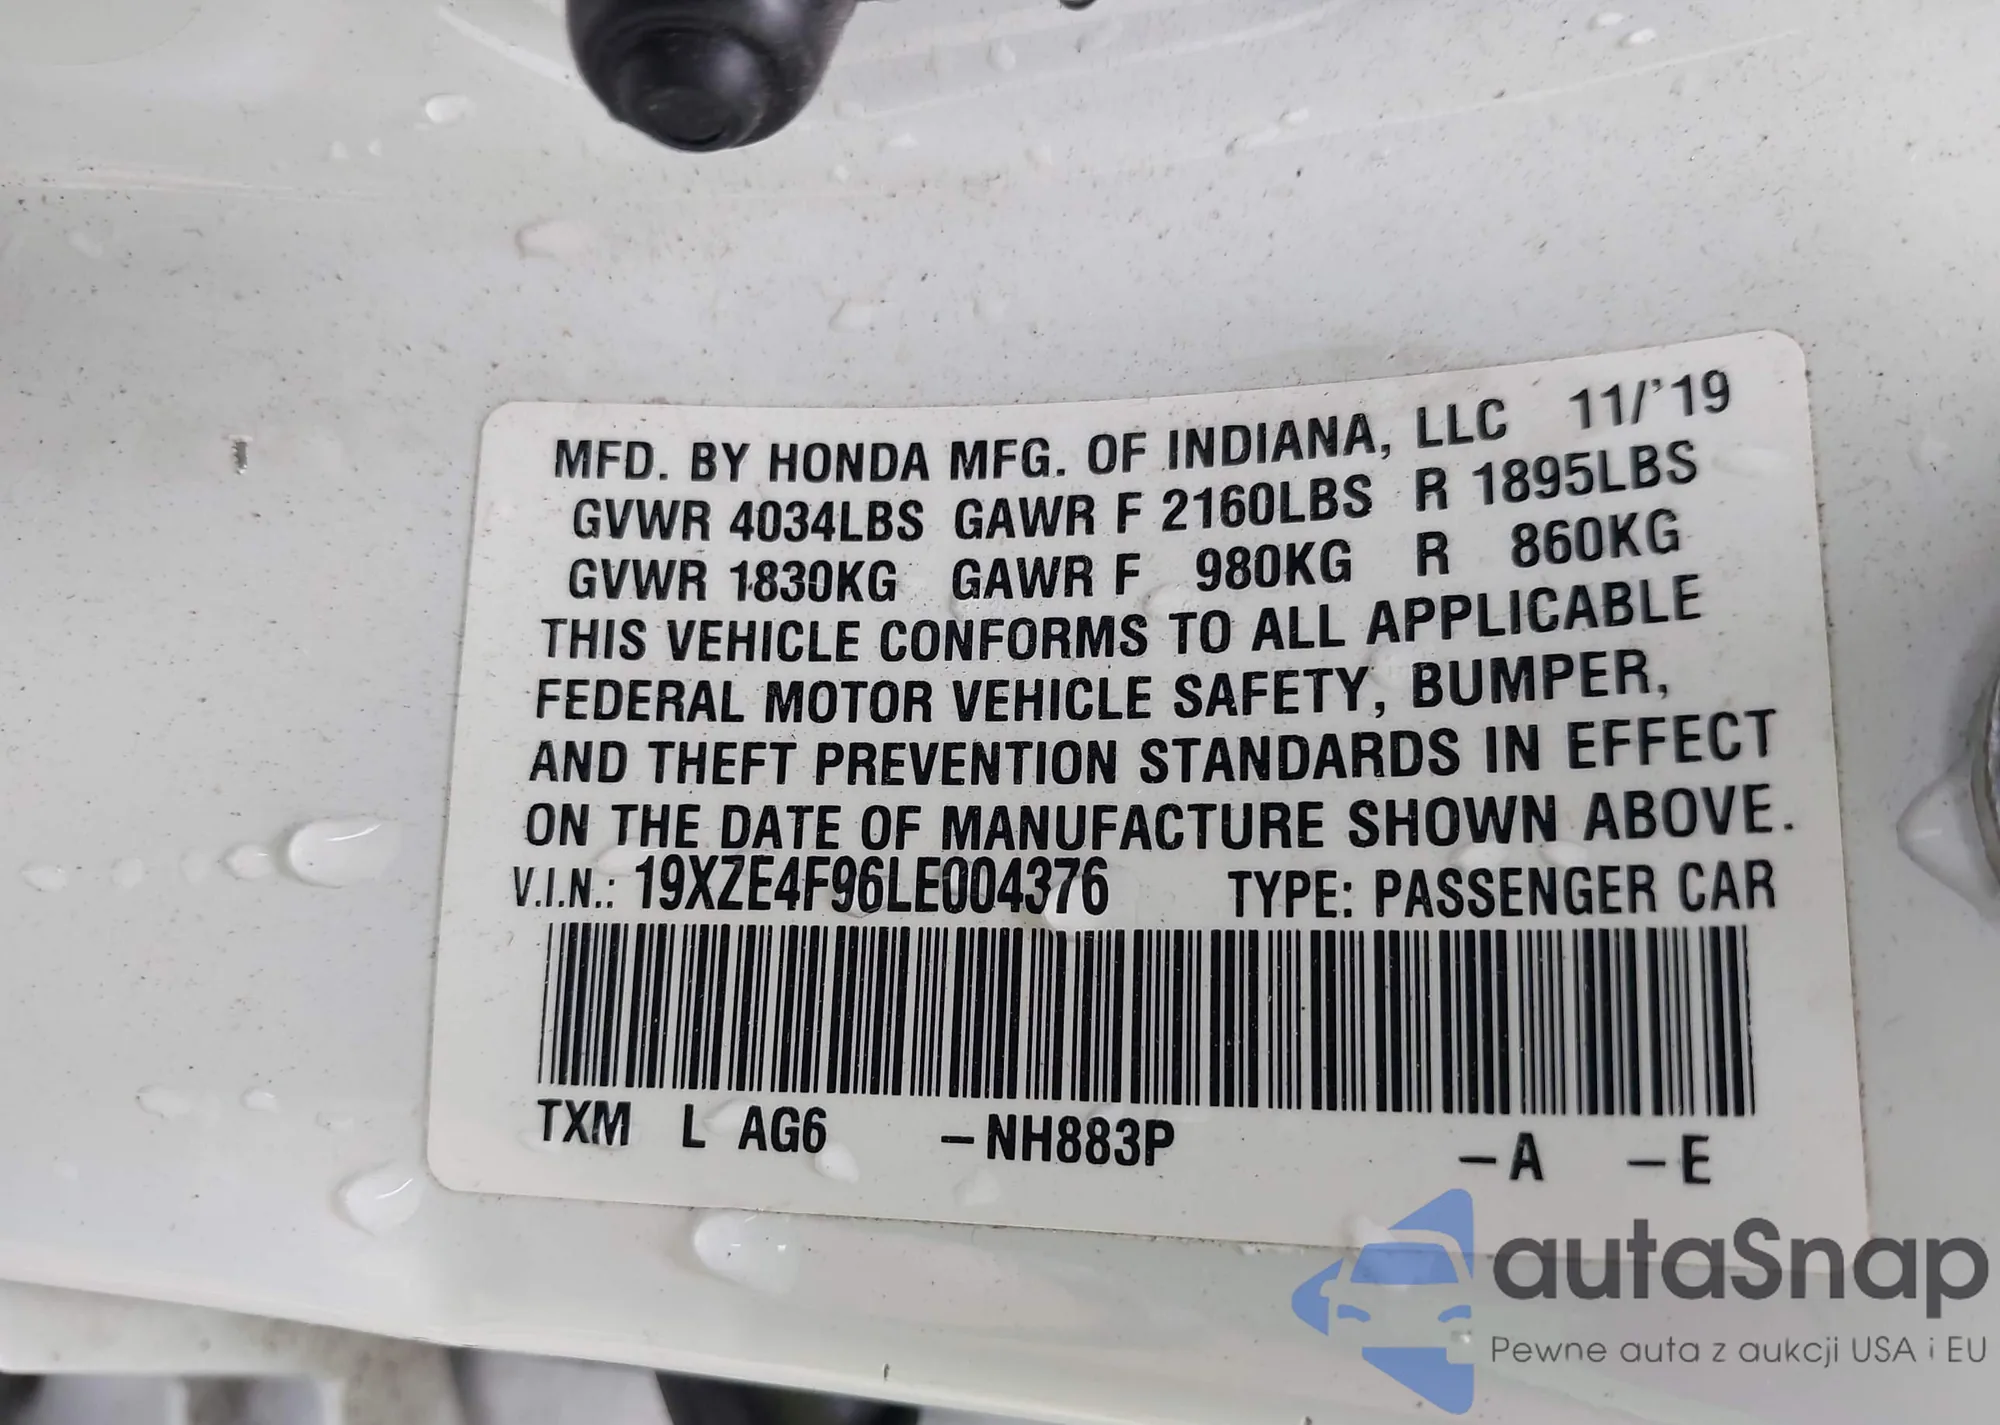 MFD. BY HONDA MFG. OF INDIANA, LLC 11/'19
GVWR 4034LBS GAWR F 2160LBS R 1895LBS
GVWR 1830KG GAWR F 980KG R 860KG
THIS VEHICLE CONFORMS TO ALL APPLICABLE
FEDERAL MOTOR VEHICLE SAFETY, BUMPER,
AND THEFT PREVENTION STANDARDS IN EFFECT
ON THE DATE OF MANUFACTURE SHOWN ABOVE.
V.I.N.: 19XZE4F96LE004376 TYPE: PASSENGER CAR
TXM L AG6 –NH883P –A –E
autaSnap
Pewne auta z aukcji USA i EU